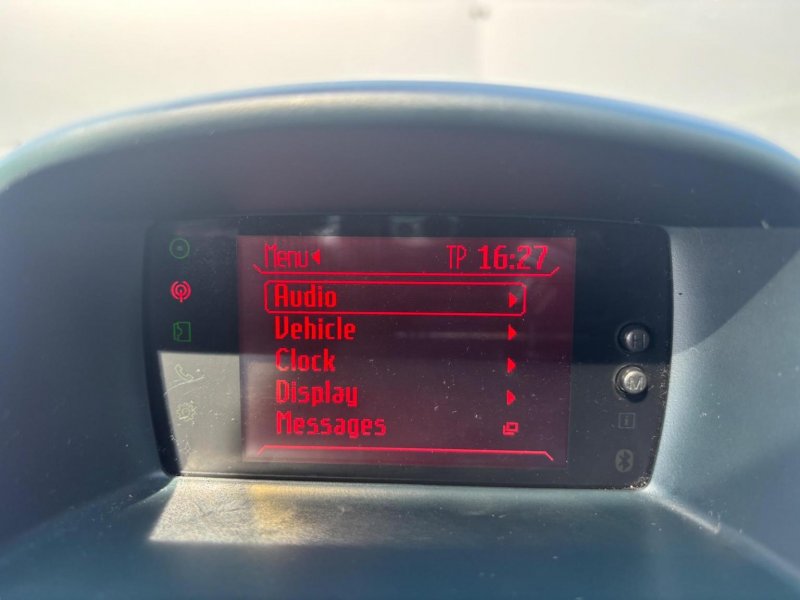 Menu
TP 16:27
Audio
Vehicle
Clock
Display
Messages
H
M